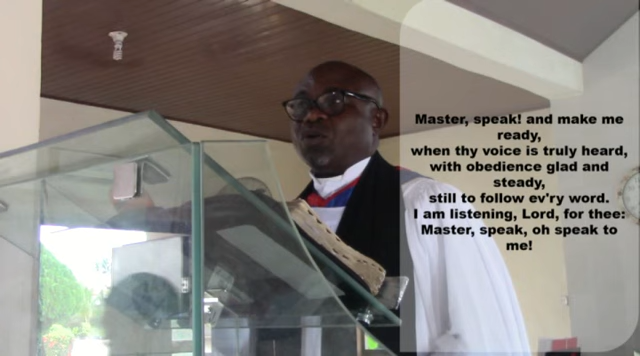 Master, speak! and make me
ready,
when thy voice is truly heard,
with obedience glad and
steady,
still to follow ev'ry word.
I am listening, Lord, for thee:
Master, speak, oh speak to
me!